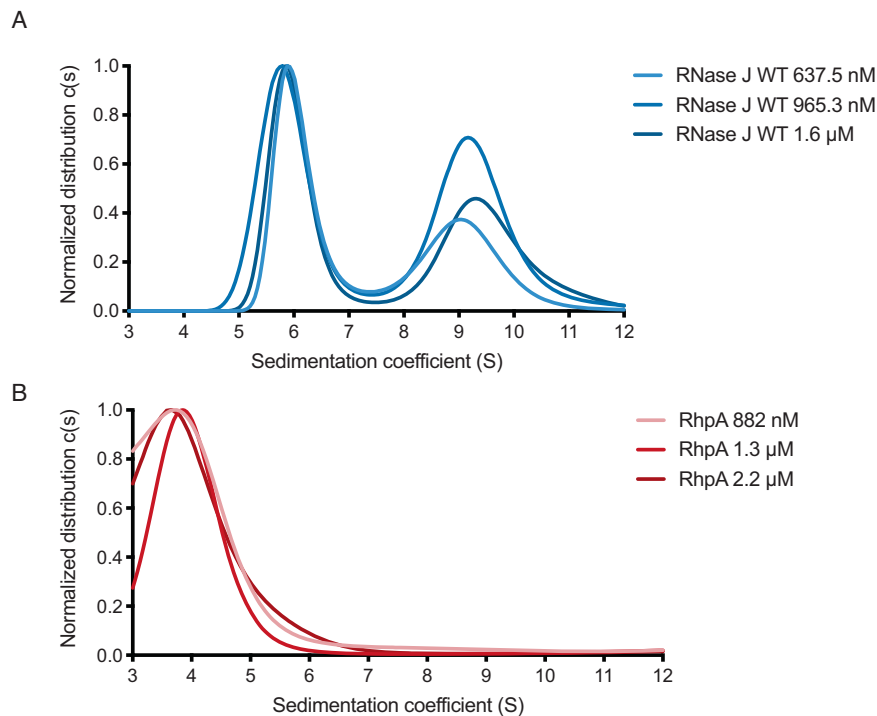 A
Normalized distribution c(s)
1.0
0.8
0.6
0.4
0.2
0.0
3 4 5 6 7 8 9 10 11 12
Sedimentation coefficient (S)
RNase J WT 637.5 nM
RNase J WT 965.3 nM
RNase J WT 1.6 µM
B
Normalized distribution c(s)
1.0
0.8
0.6
0.4
0.2
0.0
3 4 5 6 7 8 9 10 11 12
Sedimentation coefficient (S)
RhpA 882 nM
RhpA 1.3 µM
RhpA 2.2 µM